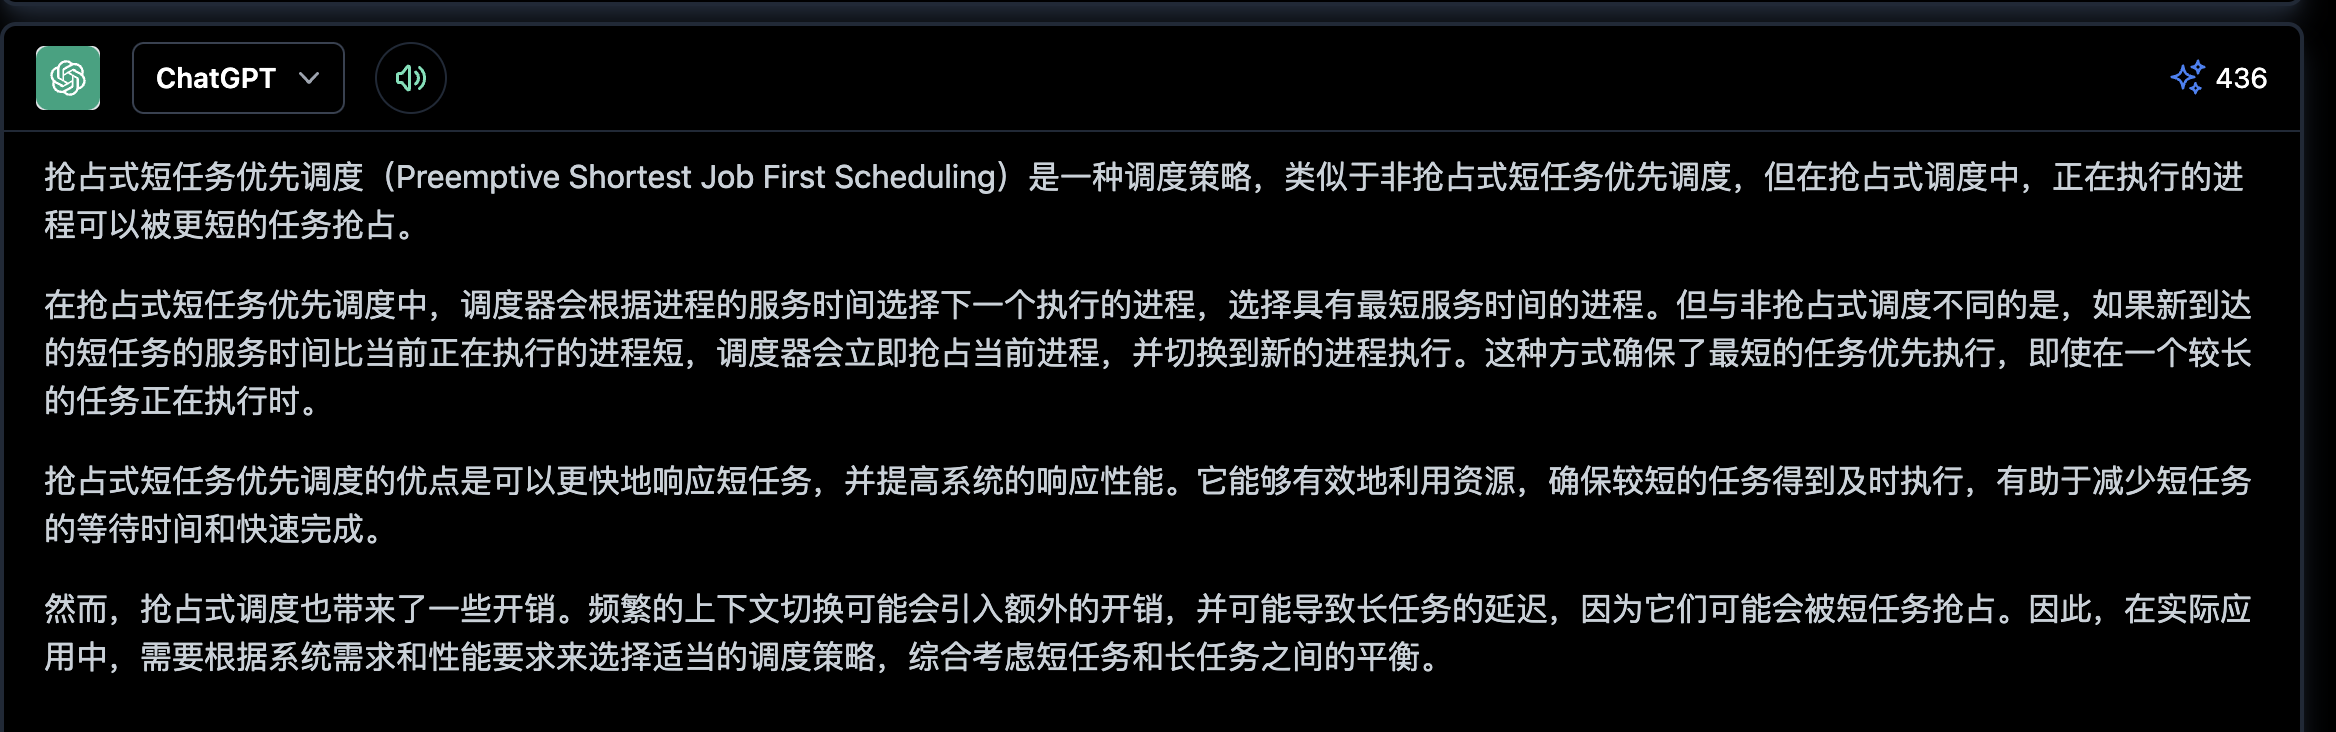 ChatGPT
436
抢占式短任务优先调度（Preemptive Shortest Job First Scheduling）是一种调度策略，类似于非抢占式短任务优先调度，但在抢占式调度中，正在执行的进
程可以被更短的任务抢占。
在抢占式短任务优先调度中，调度器会根据进程的服务时间选择下一个执行的进程，选择具有最短服务时间的进程。但与非抢占式调度不同的是，如果新到达
的短任务的服务时间比当前正在执行的进程短，调度器会立即抢占当前进程，并切换到新的进程执行。这种方式确保了最短的任务优先执行，即使在一个较长
的任务正在执行时。
抢占式短任务优先调度的优点是可以更快地响应短任务，并提高系统的响应性能。它能够有效地利用资源，确保较短的任务得到及时执行，有助于减少短任务
的等待时间和快速完成。
然而，抢占式调度也带来了一些开销。频繁的上下文切换可能会引入额外的开销，并可能导致长任务的延迟，因为它们可能会被短任务抢占。因此，在实际应
用中，需要根据系统需求和性能要求来选择适当的调度策略，综合考虑短任务和长任务之间的平衡。